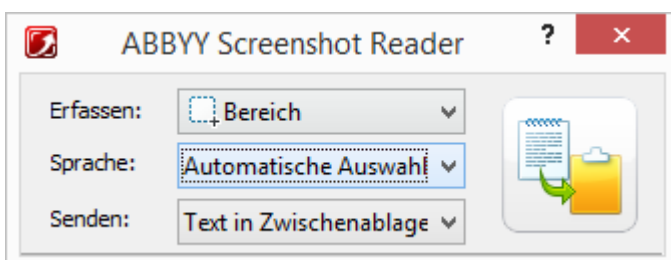 ABBYY Screenshot Reader ? ×
Erfassen: Bereich
Sprache: Automatische Auswahl
Senden: Text in Zwischenablage